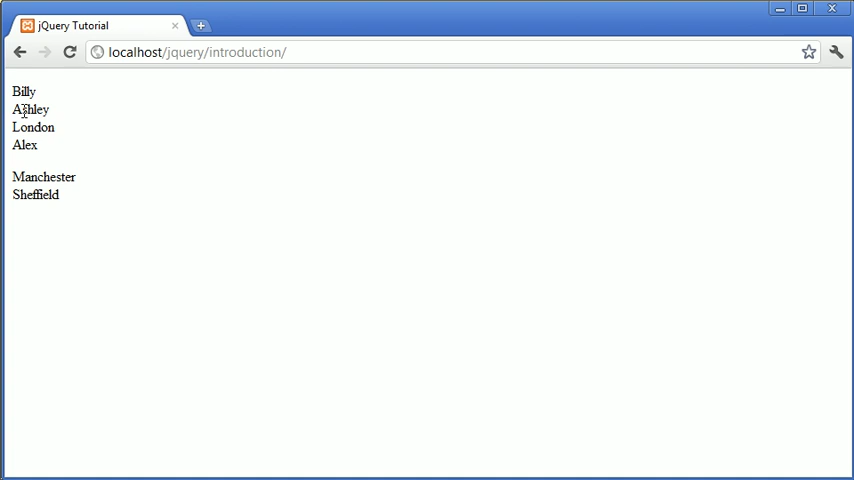 jQuery Tutorial
localhost/jquery/introduction/
Billy
Ashley
London
Alex
Manchester
Sheffield